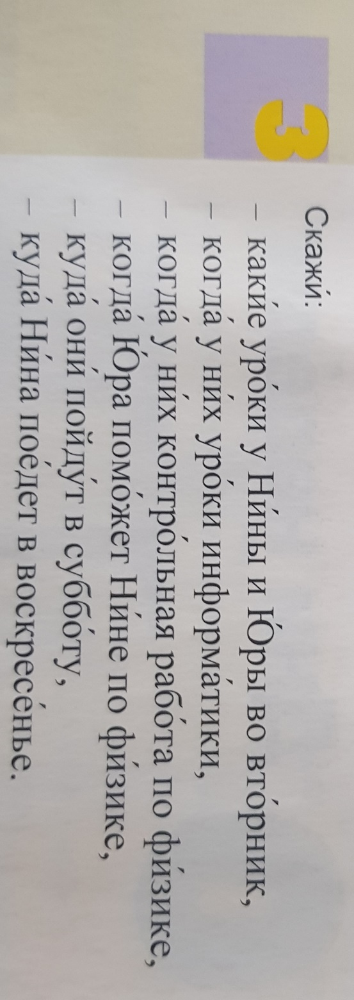 3
Скажи́:
– каки́е уро́ки у Ни́ны и Ю́ры во вто́рник,
– когда́ у ни́х уро́ки информа́тики,
– когда́ у ни́х контро́льная рабо́та по фи́зике,
– когда́ Ю́ра помо́жет Ни́не по фи́зике,
– куда́ они́ пойду́т в суббо́ту,
– куда́ Ни́на пое́дет в воскресе́нье.